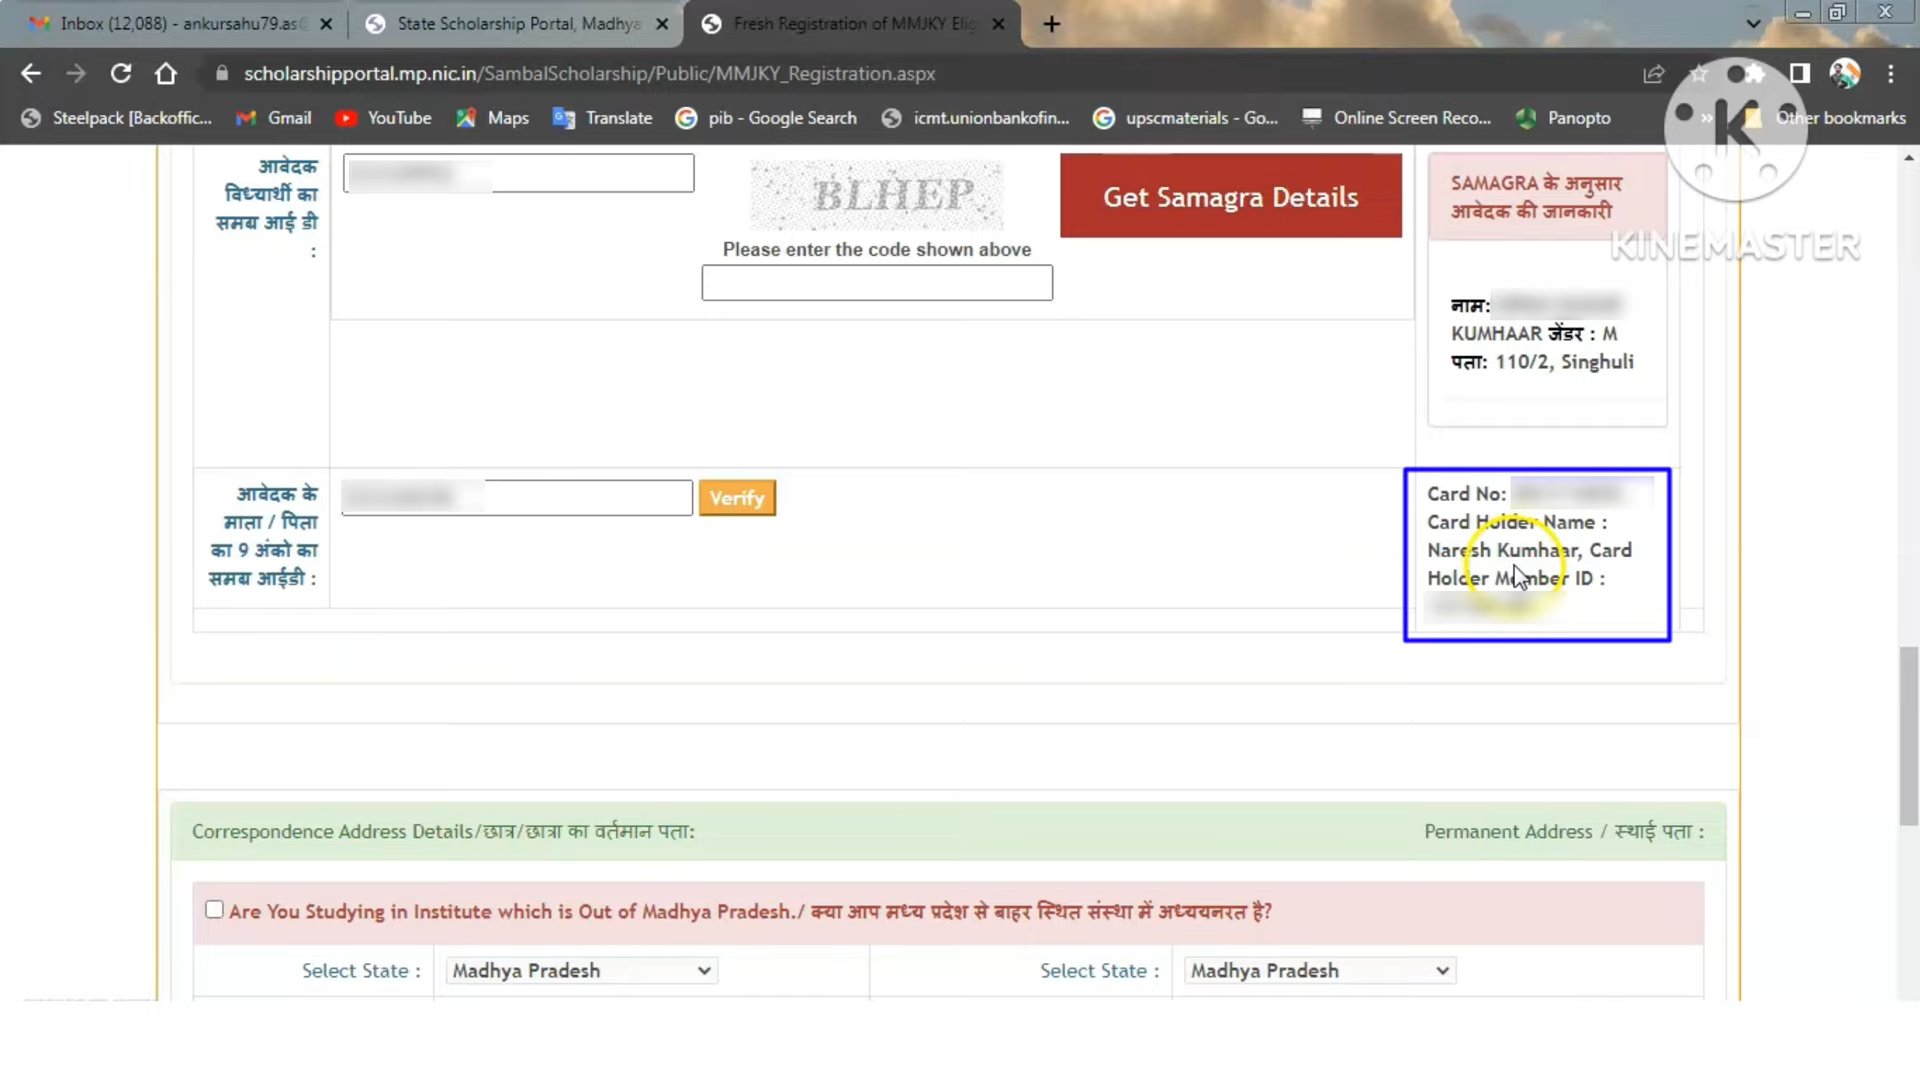 Inbox (12,088) - ankursahu79.as
State Scholarship Portal, Madhya
Fresh Registration of MMJKY Elig
scholarshipportal.mp.nic.in/SambalScholarship/Public/MMJKY_Registration.aspx
Steelpack [Backoffic...
Gmail
YouTube
Maps
Translate
pib - Google Search
icmt.unionbankofin...
upscmaterials - Go...
Online Screen Reco...
Panopto
Other bookmarks
K
KINEMASTER
आवेदक
विध्यार्थी का
समग्र आई डी
:
BLHEP
Please enter the code shown above
Get Samagra Details
SAMAGRA के अनुसार
आवेदक की जानकारी
नाम:
KUMHAAR जेंडर : M
पता: 110/2, Singhuli
आवेदक के
माता / पिता
का 9 अंको का
समग्र आईडी :
Verify
Card No:
Card Holder Name :
Naresh Kumhaar, Card
Holder Member ID :
Correspondence Address Details/छात्र/छात्रा का वर्तमान पता:
Permanent Address / स्थाई पता :
Are You Studying in Institute which is Out of Madhya Pradesh./ क्या आप मध्य प्रदेश से बाहर स्थित संस्था में अध्ययनरत है?
Select State :
Madhya Pradesh
Select State :
Madhya Pradesh